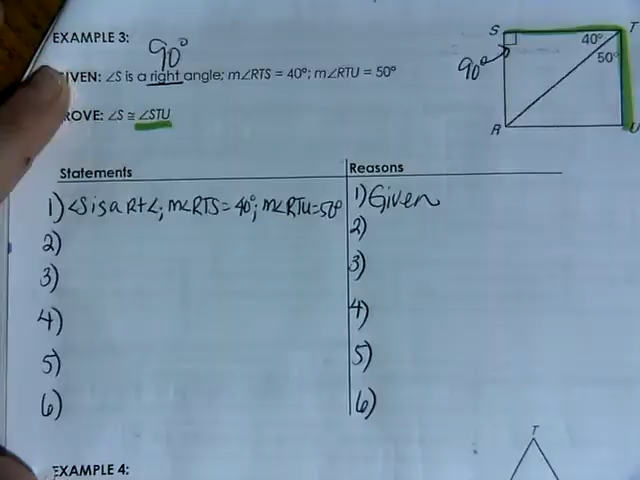 EXAMPLE 3:
90°
IVEN: ∠S is a right angle; m∠RTS = 40°; m∠RTU = 50°
ROVE: ∠S ≅ ∠STU
S
T
40°
50°
90°
R
U
Statements
Reasons
1) ∠S is a Rt ∠; m∠RTS = 40°; m∠RTU = 50°
1) Given
2)
2)
3)
3)
4)
4)
5)
5)
6)
6)
EXAMPLE 4:
T